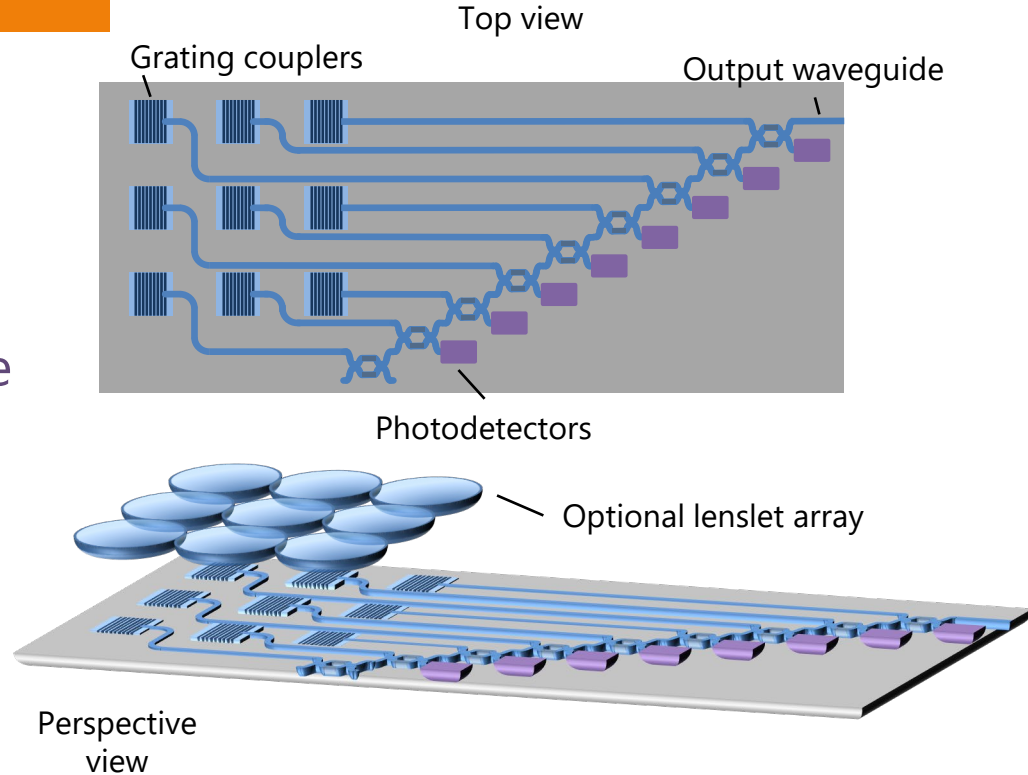 Top view
Grating couplers
Output waveguide
e
Photodetectors
Optional lenslet array
Perspective
view